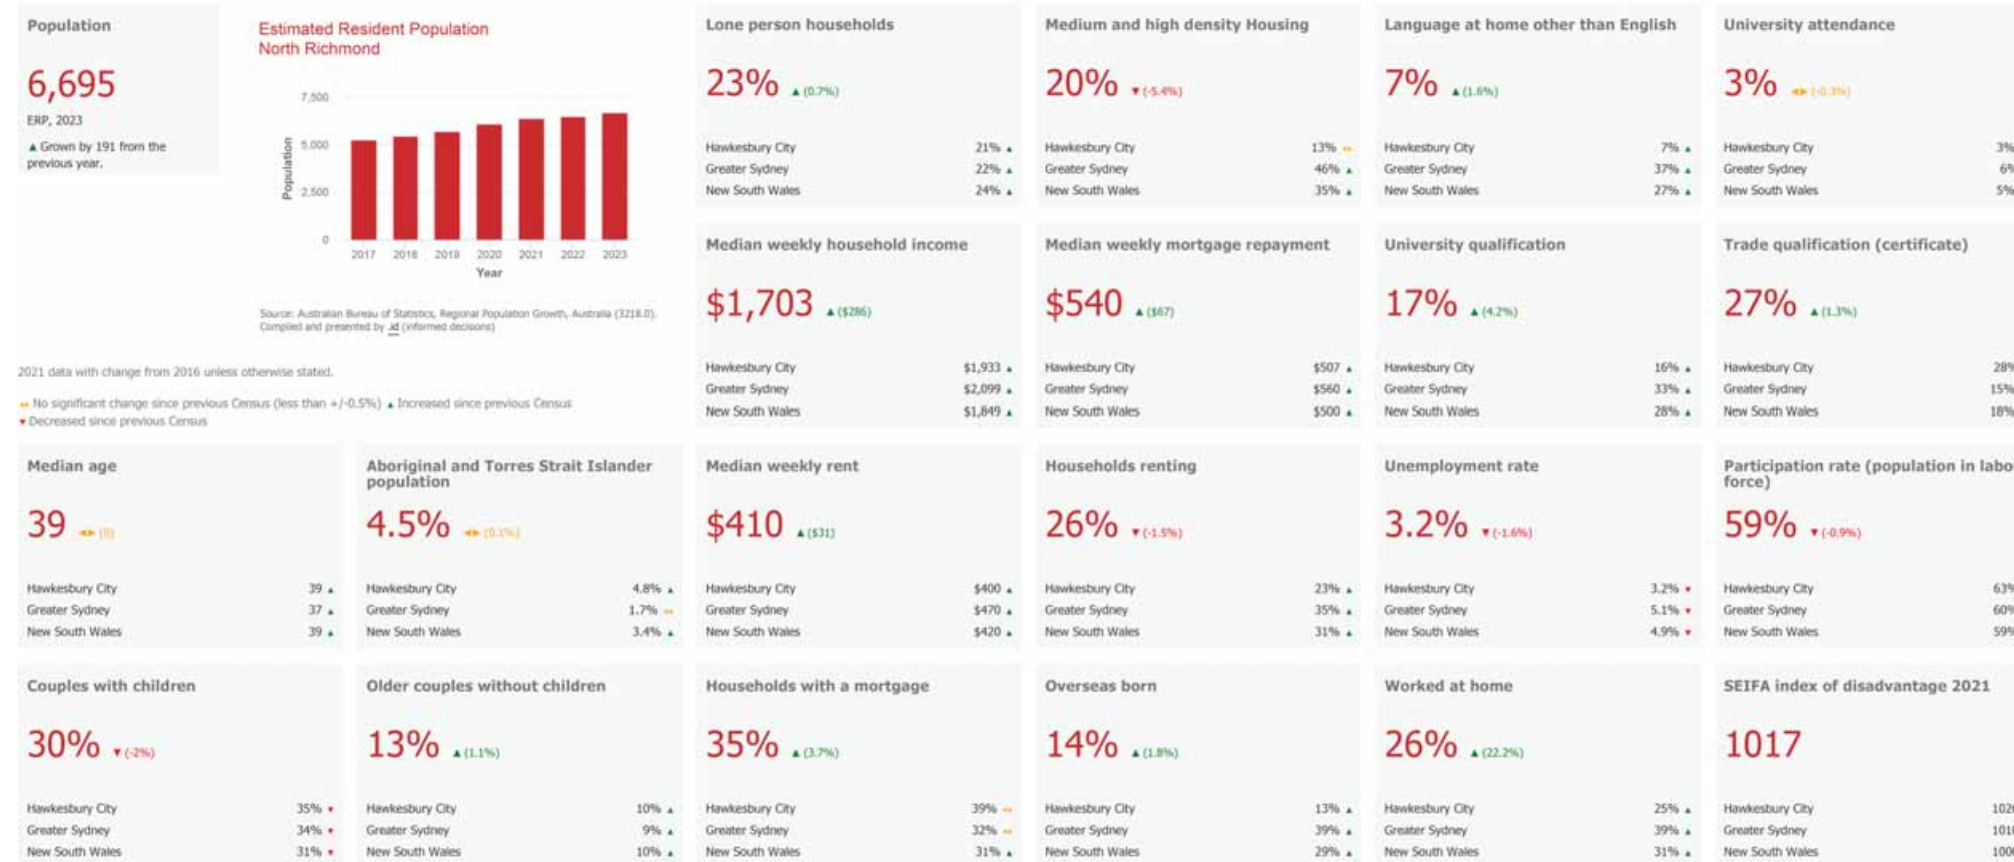 Population
6,695
ERP, 2023
▲ Grown by 191 from the
previous year.
Estimated Resident Population
North Richmond
Population
7,500
5,000
2,500
0
2017 2018 2019 2020 2021 2022 2023
Year
Source: Australian Bureau of Statistics, Regional Population Growth, Australia (3218.0).
Compiled and presented by .id (informed decisions)
2021 data with change from 2016 unless otherwise stated.
No significant change since previous Census (less than +/-0.5%) ▲ Increased since previous Census
▼ Decreased since previous Census
Lone person households
23% ▲ (0.7%)
Hawkesbury City 21% ▲
Greater Sydney 22% ▲
New South Wales 24% ▲
Medium and high density Housing
20% ▼ (-5.4%)
Hawkesbury City 13%
Greater Sydney 46% ▲
New South Wales 35% ▲
Language at home other than English
7% ▲ (1.6%)
Hawkesbury City 7% ▲
Greater Sydney 37% ▲
New South Wales 27% ▲
University attendance
3% (-0.3%)
Hawkesbury City 3%
Greater Sydney 6%
New South Wales 5%
Median weekly household income
$1,703 ▲ ($286)
Hawkesbury City $1,933 ▲
Greater Sydney $2,099 ▲
New South Wales $1,849 ▲
Median weekly mortgage repayment
$540 ▲ ($67)
Hawkesbury City $507 ▲
Greater Sydney $560 ▲
New South Wales $500 ▲
University qualification
17% ▲ (4.2%)
Hawkesbury City 16% ▲
Greater Sydney 33% ▲
New South Wales 28% ▲
Trade qualification (certificate)
27% ▲ (1.3%)
Hawkesbury City 28%
Greater Sydney 15%
New South Wales 18%
Median age
39 (0)
Hawkesbury City 39 ▲
Greater Sydney 37 ▲
New South Wales 39 ▲
Aboriginal and Torres Strait Islander
population
4.5% (0.1%)
Hawkesbury City 4.8% ▲
Greater Sydney 1.7%
New South Wales 3.4% ▲
Median weekly rent
$410 ▲ ($31)
Hawkesbury City $400 ▲
Greater Sydney $470 ▲
New South Wales $420 ▲
Households renting
26% ▼ (-1.5%)
Hawkesbury City 23% ▲
Greater Sydney 35% ▲
New South Wales 31% ▲
Unemployment rate
3.2% ▼ (-1.6%)
Hawkesbury City 3.2% ▼
Greater Sydney 5.1% ▼
New South Wales 4.9% ▼
Participation rate (population in labo
force)
59% ▼ (-0.9%)
Hawkesbury City 63%
Greater Sydney 60%
New South Wales 59%
Couples with children
30% ▼ (-2%)
Hawkesbury City 35% ▼
Greater Sydney 34% ▼
New South Wales 31% ▼
Older couples without children
13% ▲ (1.1%)
Hawkesbury City 10% ▲
Greater Sydney 9% ▲
New South Wales 10% ▲
Households with a mortgage
35% ▲ (3.7%)
Hawkesbury City 39%
Greater Sydney 32%
New South Wales 31% ▲
Overseas born
14% ▲ (1.8%)
Hawkesbury City 13% ▲
Greater Sydney 39% ▲
New South Wales 29% ▲
Worked at home
26% ▲ (22.2%)
Hawkesbury City 25% ▲
Greater Sydney 39% ▲
New South Wales 31% ▲
SEIFA index of disadvantage 2021
1017
Hawkesbury City
Greater Sydney
New South Wales